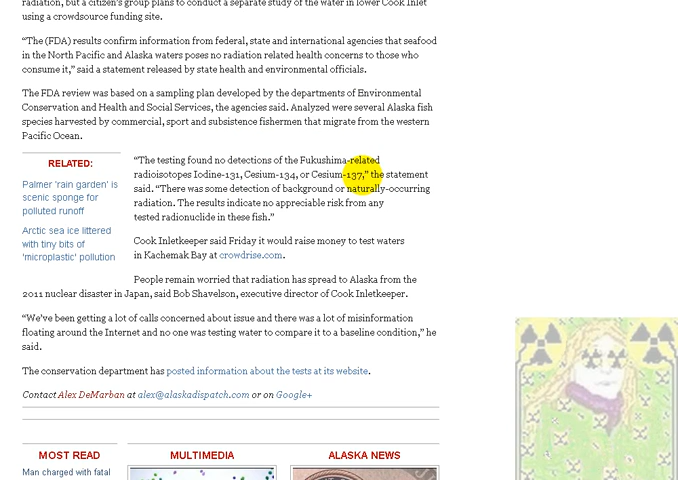 radiation, but a citizen's group plans to conduct a separate study of the water in lower Cook Inlet
using a crowdsource funding site.
“The (FDA) results confirm information from federal, state and international agencies that seafood
in the North Pacific and Alaska waters poses no radiation related health concerns to those who
consume it,” said a statement released by state health and environmental officials.
The FDA review was based on a sampling plan developed by the departments of Environmental
Conservation and Health and Social Services, the agencies said. Analyzed were several Alaska fish
species harvested by commercial, sport and subsistence fishermen that migrate from the western
Pacific Ocean.
RELATED:
Palmer 'rain garden' is
scenic sponge for
polluted runoff
Arctic sea ice littered
with tiny bits of
'microplastic' pollution
“The testing found no detections of the Fukushima-related
radioisotopes Iodine-131, Cesium-134, or Cesium-137,” the statement
said. “There was some detection of background or naturally-occurring
radiation. The results indicate no appreciable risk from any
tested radionuclide in these fish.”
Cook Inletkeeper said Friday it would raise money to test waters
in Kachemak Bay at crowdrise.com.
People remain worried that radiation has spread to Alaska from the
2011 nuclear disaster in Japan, said Bob Shavelson, executive director of Cook Inletkeeper.
“We've been getting a lot of calls concerned about issue and there was a lot of misinformation
floating around the Internet and no one was testing water to compare it to a baseline condition,” he
said.
The conservation department has posted information about the tests at its website.
Contact Alex DeMarban at alex@alaskadispatch.com or on Google+
MOST READ
Man charged with fatal
MULTIMEDIA
ALASKA NEWS